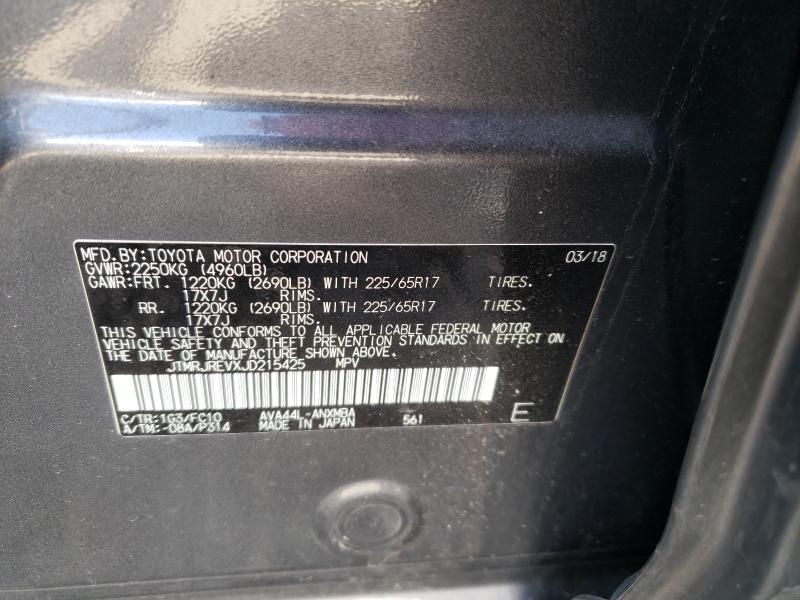 MFD.BY:TOYOTA MOTOR CORPORATION 03/18
GVWR:2250KG (4960LB)
GAWR:FRT. 1220KG (2690LB) WITH 225/65R17 TIRES.
17X7J RIMS.
RR. 1220KG (2690LB) WITH 225/65R17 TIRES.
17X7J RIMS.
THIS VEHICLE CONFORMS TO ALL APPLICABLE FEDERAL MOTOR
VEHICLE SAFETY AND THEFT PREVENTION STANDARDS IN EFFECT ON
THE DATE OF MANUFACTURE SHOWN ABOVE.
JTMRJREVXJD215425 MPV
C/TR:1G3/FC10 AVA44L-ANXMBA
A/TM:-08A/P314 MADE IN JAPAN 561 E